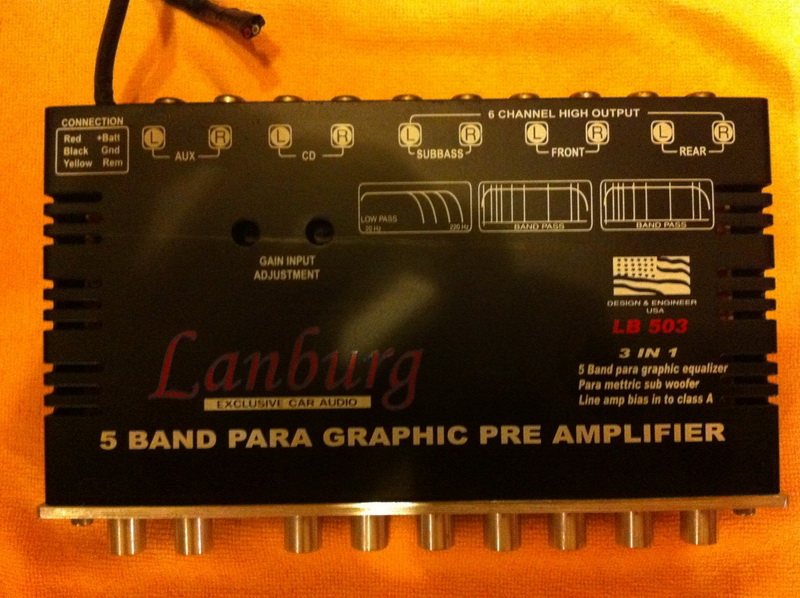 CONNECTION
Red +Batt
Black Gnd
Yellow Rem
L R
AUX
L R
CD
6 CHANNEL HIGH OUTPUT
L R
SUBBASS
L R
FRONT
L R
REAR
LOW PASS
20 Hz 220 Hz
BAND PASS
BAND PASS
GAIN INPUT
ADJUSTMENT
DESIGN & ENGINEER
USA
LB 503
3 IN 1
5 Band para graphic equalizer
Para mettric sub woofer
Line amp bias in to class A
Lanburg
EXCLUSIVE CAR AUDIO
5 BAND PARA GRAPHIC PRE AMPLIFIER